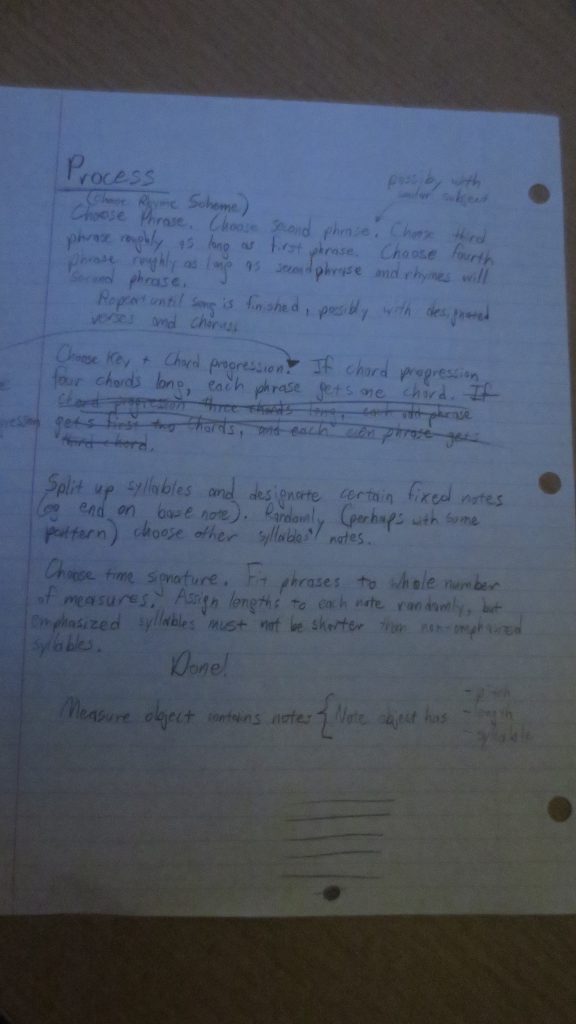 Process
possibly with
similar subject
(Choose Rhyme Scheme)
Choose Phrase. Choose second phrase. Choose third
phrase roughly as long as first phrase. Choose fourth
phrase roughly as long as second phrase and rhymes will
second phrase.
Repeat until song is finished, possibly with designated
verses and chorus.
Choose Key + Chord progression. If chord progression
four chords long, each phrase gets one chord. If
chord progression three chords long, each odd phrase
gets first two chords, and each even phrase gets
third chord.
Split up syllables and designate certain fixed notes
(eg end on base note). Randomly (perhaps with some
pattern) choose other syllables' notes.
Choose time signature. Fit phrases to whole number
of measures. Assign lengths to each note randomly, but
emphasized syllables must not be shorter than non-emphasized
syllables.
Done!
Measure object contains notes { Note object has
- pitch
- length
- syllable